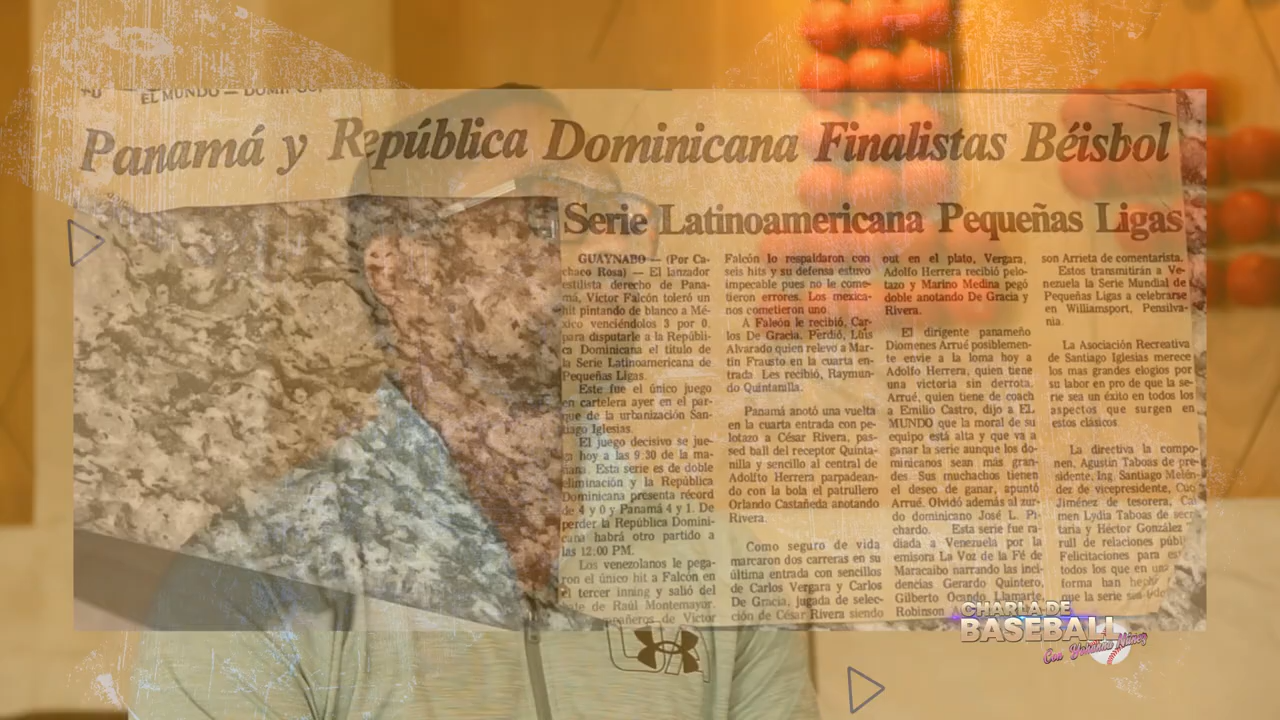 EL MUNDO —
Panamá y República Dominicana Finalistas Béisbol
Serie Latinoamericana Pequeñas Ligas
GUAYNABO — (Por Ca-
chaco Rosa) — El lanzador
estilista derecho de Pana-
má, Víctor Falcón toleró un
hit pintando de blanco a Mé-
xico venciéndolos 3 por 0.
para disputarle a la Repúbli-
ca Dominicana el título de
la Serie Latinoamericana de
Pequeñas Ligas.
Este fue el único juego
en cartelera ayer en el par-
que de la urbanización San-
tiago Iglesias.
El juego decisivo se jue-
ga hoy a las 9:30 de la ma-
ñana. Esta serie es de doble
eliminación y la República
Dominicana presenta récord
de 4 y 0 y Panamá 4 y 1. De
perder la República Domini-
cana habrá otro partido a
las 12:00 PM.
Los venezolanos le pega-
ron el único hit a Falcón en
el tercer inning y salió del
bate de Raúl Montemayor.
de Víctor
Falcón lo respaldaron con
seis hits y su defensa estuvo
impecable pues no le come-
tieron errores. Los mexica-
nos cometieron uno
A Falcón le recibió, Car-
los De Gracia. Perdió, Luis
Alvarado quien relevó a Mar-
tín Frausto en la cuarta en-
trada Les recibió, Raymun-
do Quintanilla.
Panamá anotó una vuelta
en la cuarta entrada con pe-
lotazo a César Rivera, pas-
sed ball del receptor Quinta-
nilla y sencillo al central de
Adolfto Herrera parpadean-
do con la bola el patrullero
Orlando Castañeda anotando
Rivera.
Como seguro de vida
marcaron dos carreras en su
última entrada con sencillos
de Carlos Vergara y Carlos
De Gracia, jugada de selec-
ción de César Rivera siendo
out en el plato, Vergara,
Adolfo Herrera recibió pelo-
tazo y Marino Medina pegó
doble anotando De Gracia y
Rivera.
El dirigente panameño
Diomenes Arrué posiblemen-
te envíe a la loma hoy a
Adolfo Herrera, quien tiene
una victoria sin derrota.
Arrué, quien tiene de coach
a Emilio Castro, dijo a EL
MUNDO que la moral de su
equipo está alta y que va a
ganar la serie aunque los do-
minicanos sean más gran-
des Sus muchachos tienen
el deseo de ganar, apuntó
Arrué. Olvidó además al zur-
do dominicano José L. Pi-
chardo. Esta serie fue ra-
diada a Venezuela por la
emisora La Voz de la Fé de
Maracaibo narrando las inci-
dencias Gerardo Quintero,
Gilberto Ocando Llamarte,
Robinson
son Arrieta de comentarista.
Estos transmitirán a Ve-
nezuela la Serie Mundial de
Pequeñas Ligas a celebrarse
en Williamsport, Pensilva-
nia
La Asociación Recreativa
de Santiago Iglesias merece
los mas grandes elogios por
su labor en pro de que la se-
rie sea un éxito en todos los
aspectos que surgen en
estos clásicos.
La directiva la compo-
nen, Agustín Taboas de pre-
sidente, Ing. Santiago Melén-
dez de vicepresidente,
Jiménez de tesorera,
men Lydia Taboas de secre
taria y Héctor González
rull de relaciones públi
Felicitaciones para es
todos los que en una
forma han hecho
que la serie sea
CHARLA DE
BASEBALL
Con Yohanna Núñez
UA